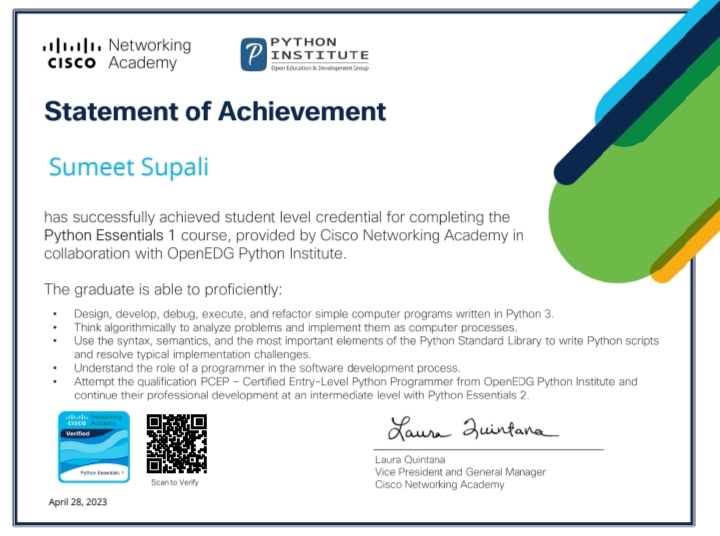 CISCO Networking Academy
PYTHON INSTITUTE
Open Education & Development Group
Statement of Achievement
Sumeet Supali
has successfully achieved student level credential for completing the
Python Essentials 1 course, provided by Cisco Networking Academy in
collaboration with OpenEDG Python Institute.
The graduate is able to proficiently:
• Design, develop, debug, execute, and refactor simple computer programs written in Python 3.
• Think algorithmically to analyze problems and implement them as computer processes.
• Use the syntax, semantics, and the most important elements of the Python Standard Library to write Python scripts
and resolve typical implementation challenges.
• Understand the role of a programmer in the software development process.
• Attempt the qualification PCEP – Certified Entry-Level Python Programmer from OpenEDG Python Institute and
continue their professional development at an intermediate level with Python Essentials 2.
CISCO Networking Academy
Verified
Python Essentials 1
Scan to Verify
Laura Quintana
Laura Quintana
Vice President and General Manager
Cisco Networking Academy
April 28, 2023